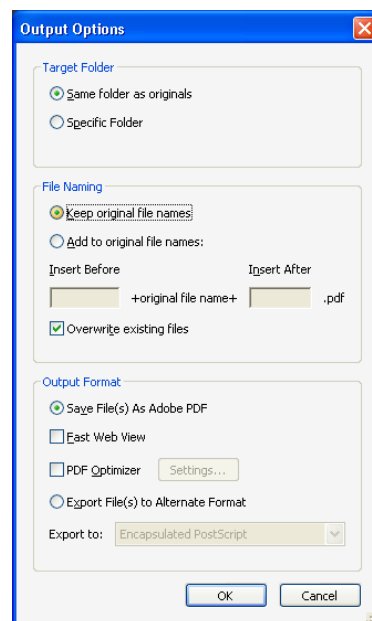 Output Options
Target Folder
Same folder as originals
Specific Folder
File Naming
Keep original file names
Add to original file names:
Insert Before Insert After
+original file name+ .pdf
Overwrite existing files
Output Format
Save File(s) As Adobe PDF
Fast Web View
PDF Optimizer Settings...
Export File(s) to Alternate Format
Export to: Encapsulated PostScript
OK Cancel